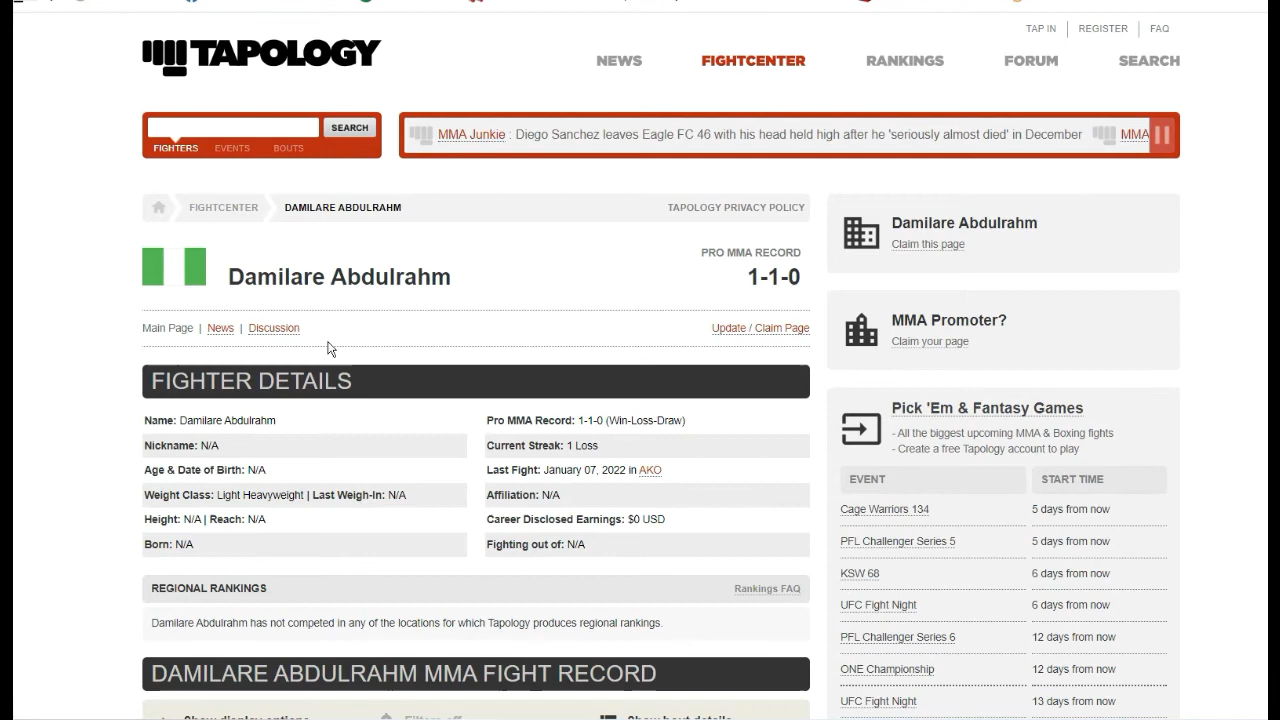 TAP IN
REGISTER
FAQ
TAPOLOGY
NEWS
FIGHTCENTER
RANKINGS
FORUM
SEARCH
SEARCH
FIGHTERS
EVENTS
BOUTS
MMA Junkie : Diego Sanchez leaves Eagle FC 46 with his head held high after he 'seriously almost died' in December
MMA
FIGHTCENTER
DAMILARE ABDULRAHM
TAPOLOGY PRIVACY POLICY
Damilare Abdulrahm
PRO MMA RECORD
1-1-0
Main Page | News | Discussion
Update / Claim Page
FIGHTER DETAILS
Name: Damilare Abdulrahm
Pro MMA Record: 1-1-0 (Win-Loss-Draw)
Nickname: N/A
Current Streak: 1 Loss
Age & Date of Birth: N/A
Last Fight: January 07, 2022 in AKO
Weight Class: Light Heavyweight | Last Weigh-In: N/A
Affiliation: N/A
Height: N/A | Reach: N/A
Career Disclosed Earnings: $0 USD
Born: N/A
Fighting out of: N/A
REGIONAL RANKINGS
Rankings FAQ
Damilare Abdulrahm has not competed in any of the locations for which Tapology produces regional rankings.
DAMILARE ABDULRAHM MMA FIGHT RECORD
Show display options
Filters off
Show bout details
Damilare Abdulrahm
Claim this page
MMA Promoter?
Claim your page
Pick 'Em & Fantasy Games
- All the biggest upcoming MMA & Boxing fights
- Create a free Tapology account to play
EVENT
START TIME
Cage Warriors 134
5 days from now
PFL Challenger Series 5
5 days from now
KSW 68
6 days from now
UFC Fight Night
6 days from now
PFL Challenger Series 6
12 days from now
ONE Championship
12 days from now
UFC Fight Night
13 days from now